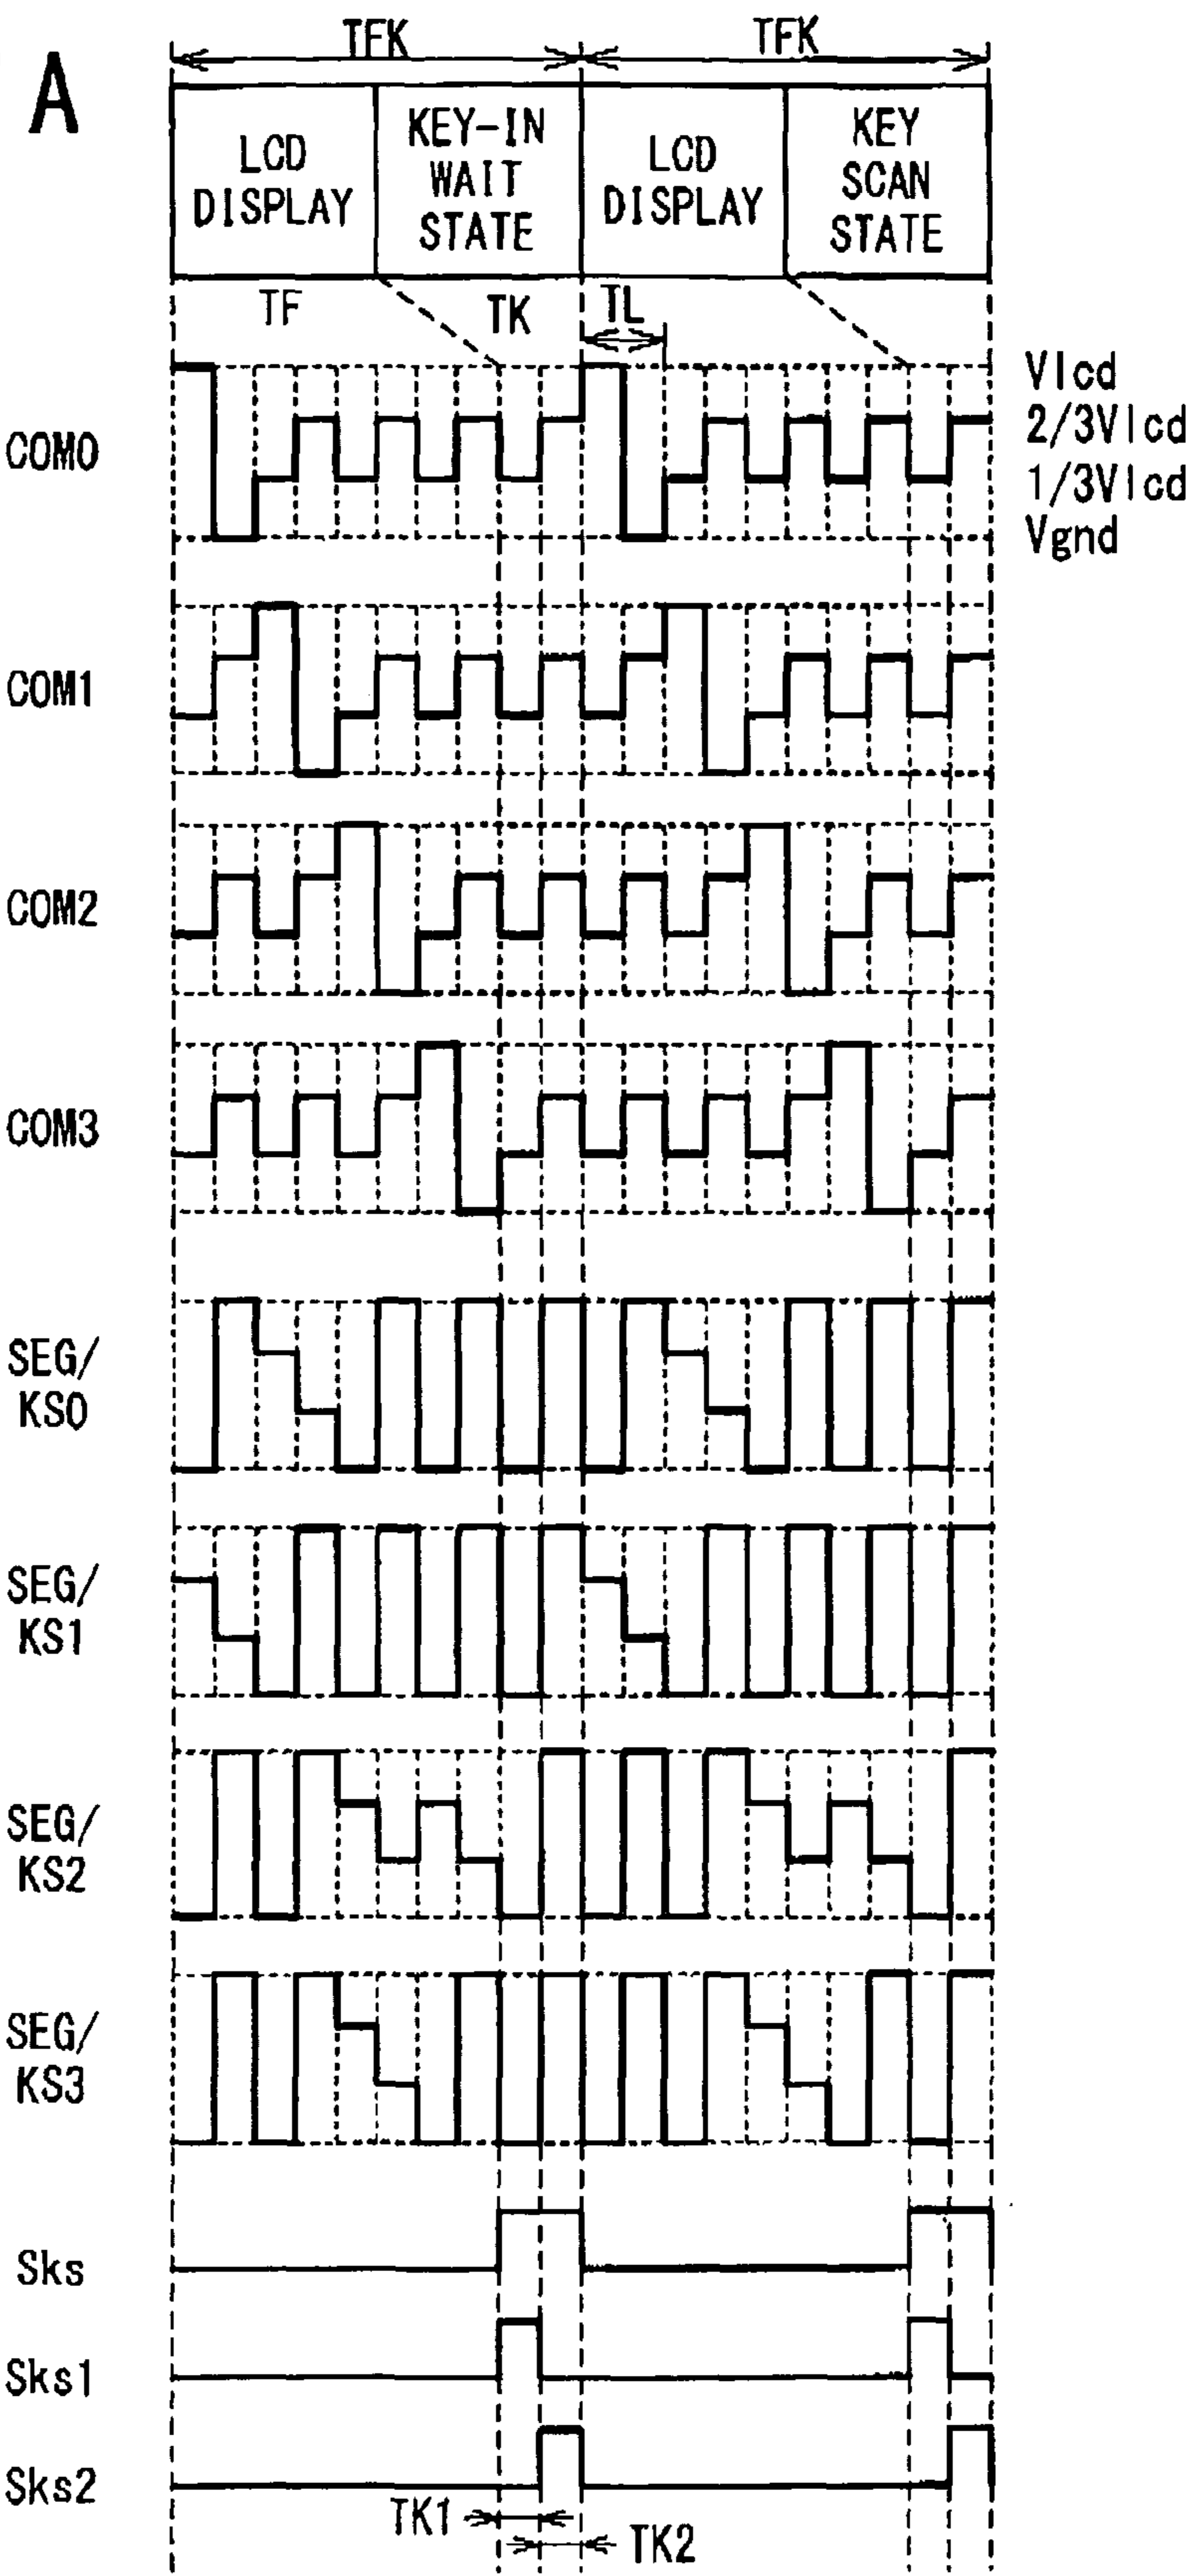 A
TFK
TFK
LCD
DISPLAY
KEY-IN
WAIT
STATE
LCD
DISPLAY
KEY
SCAN
STATE
TF
TK
TL
COM0
Vlcd
2/3Vlcd
1/3Vlcd
Vgnd
COM1
COM2
COM3
SEG/
KS0
SEG/
KS1
SEG/
KS2
SEG/
KS3
Sks
Sks1
Sks2
TK1
TK2